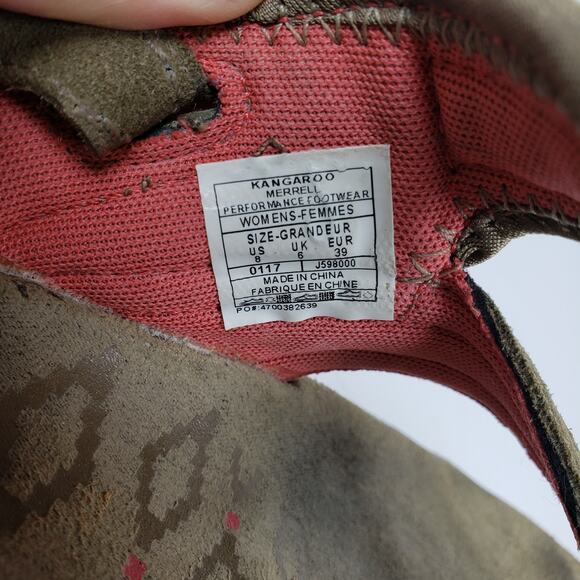 KANGAROO
MERRELL
PERFORMANCE FOOTWEAR
WOMENS-FEMMES
SIZE-GRANDEUR
US UK EUR
8 6 39
0117 J598000
MADE IN CHINA
FABRIQUE EN CHINE
PO#:4700382639